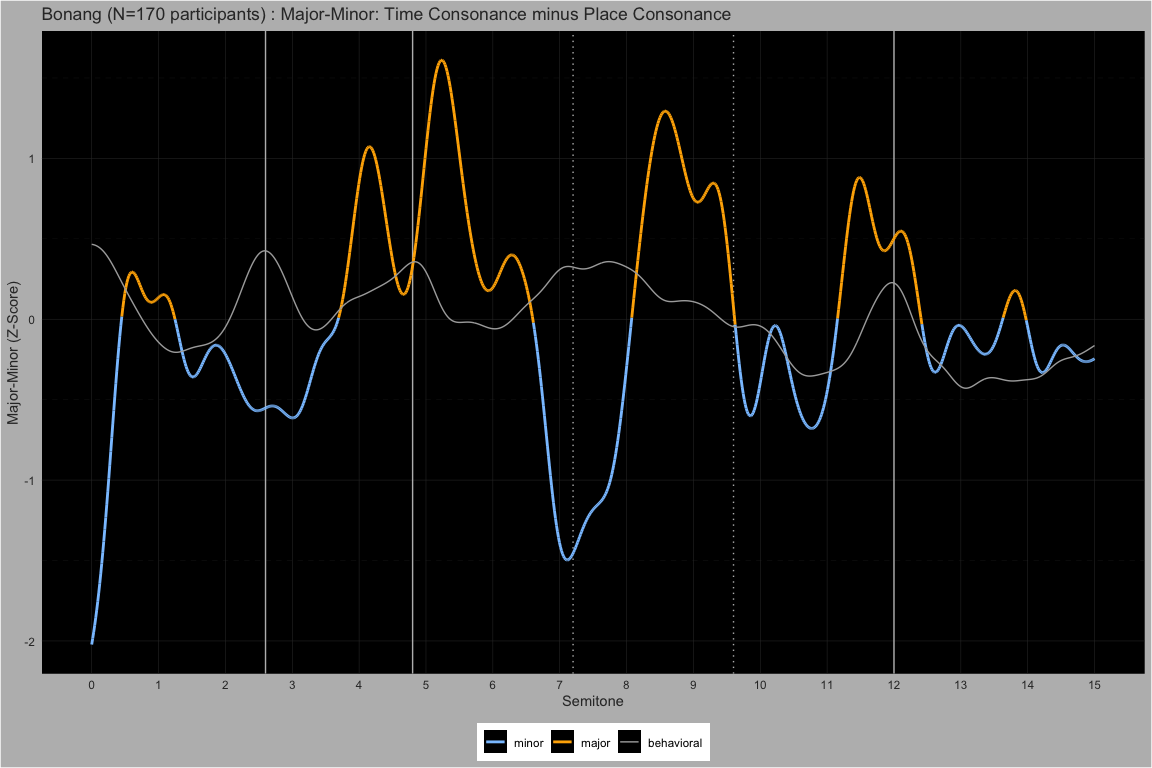 Bonang (N=170 participants) : Major-Minor: Time Consonance minus Place Consonance
Major-Minor (Z-Score)
1
0
-1
-2
0 1 2 3 4 5 6 7 8 9 10 11 12 13 14 15
Semitone
minor major behavioral